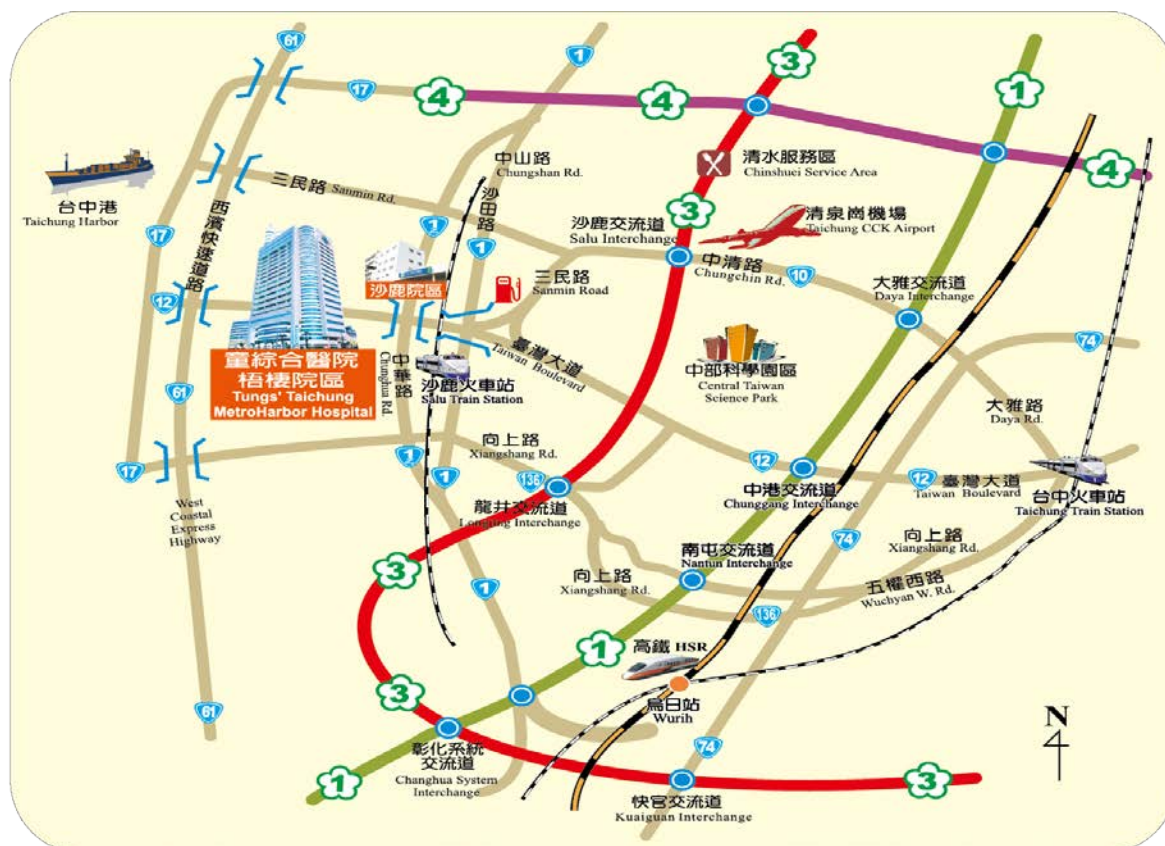 61
1
3
1
17
4
4
4
中山路
Chungshan Rd.
清水服務區
Chinshuei Service Area
台中港
Taichung Harbor
三民路 Sanmin Rd.
沙田路
1
1
3
沙鹿交流道
Salu Interchange
清泉崗機場
Taichung CCK Airport
17
西濱快速道路
中清路
Chungchin Rd.
10
大雅交流道
Daya Interchange
沙鹿院區
三民路
Sanmin Road
12
74
童綜合醫院
梧棲院區
Tungs' Taichung
MetroHarbor Hospital
中華路
Chunghua Rd.
臺灣大道
Taiwan Boulevard
沙鹿火車站
Salu Train Station
中部科學園區
Central Taiwan
Science Park
61
大雅路
Daya Rd.
向上路
Xiangshang Rd.
17
1
1
136
12
12
臺灣大道
Taiwan Boulevard
中港交流道
Chunggang Interchange
台中火車站
Taichung Train Station
West
Coastal
Express
Highway
龍井交流道
Longjing Interchange
74
向上路
Xiangshang Rd.
南屯交流道
Nantun Interchange
3
向上路
Xiangshang Rd.
1
五權西路
Wuchyan W. Rd.
136
1
高鐵 HSR
3
61
烏日站
Wurih
N
74
彰化系統
交流道
Changhua System
Interchange
1
3
快官交流道
Kuaiguan Interchange